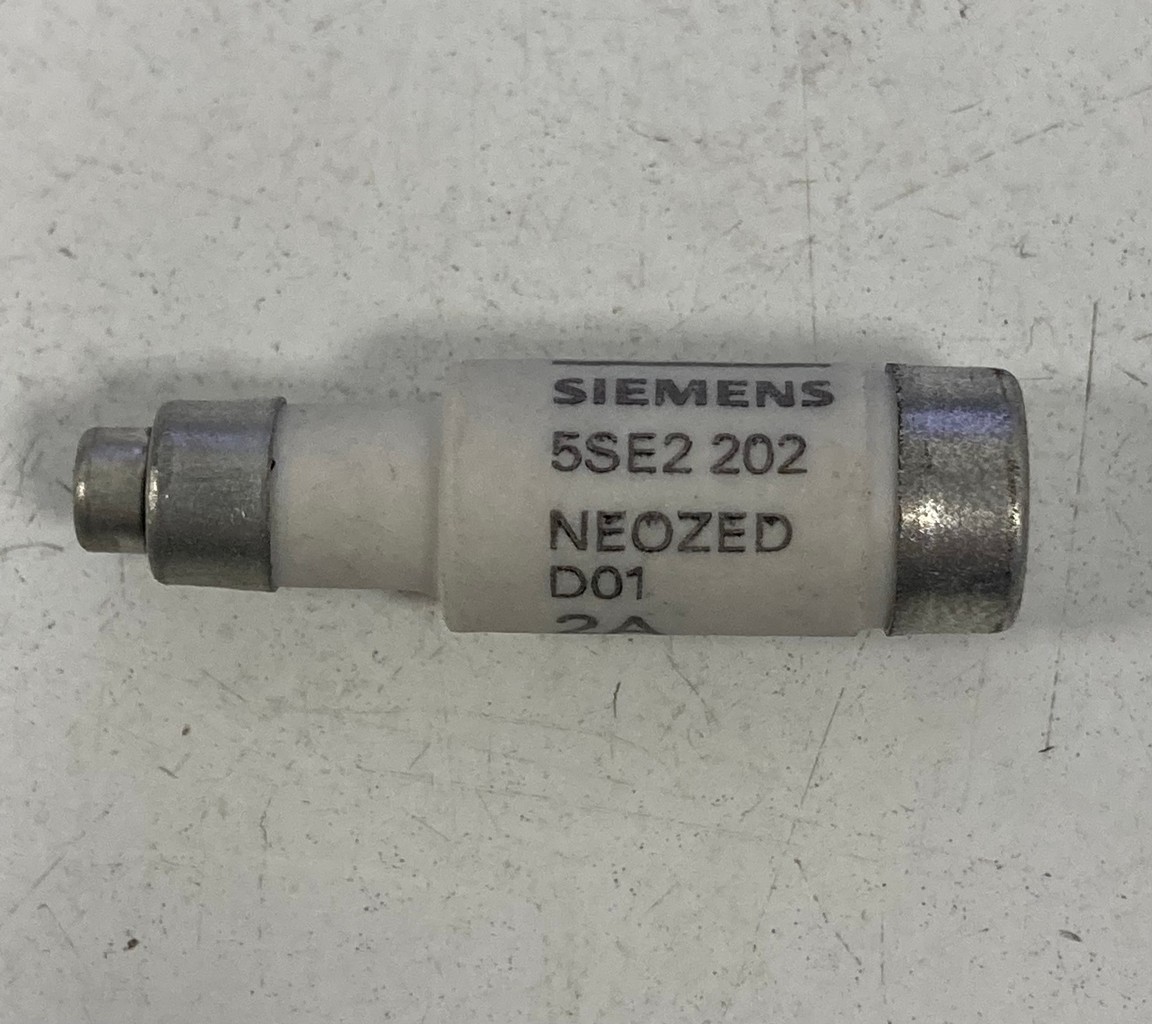 SIEMENS
5SE2 202
NEOZED
D01
2A